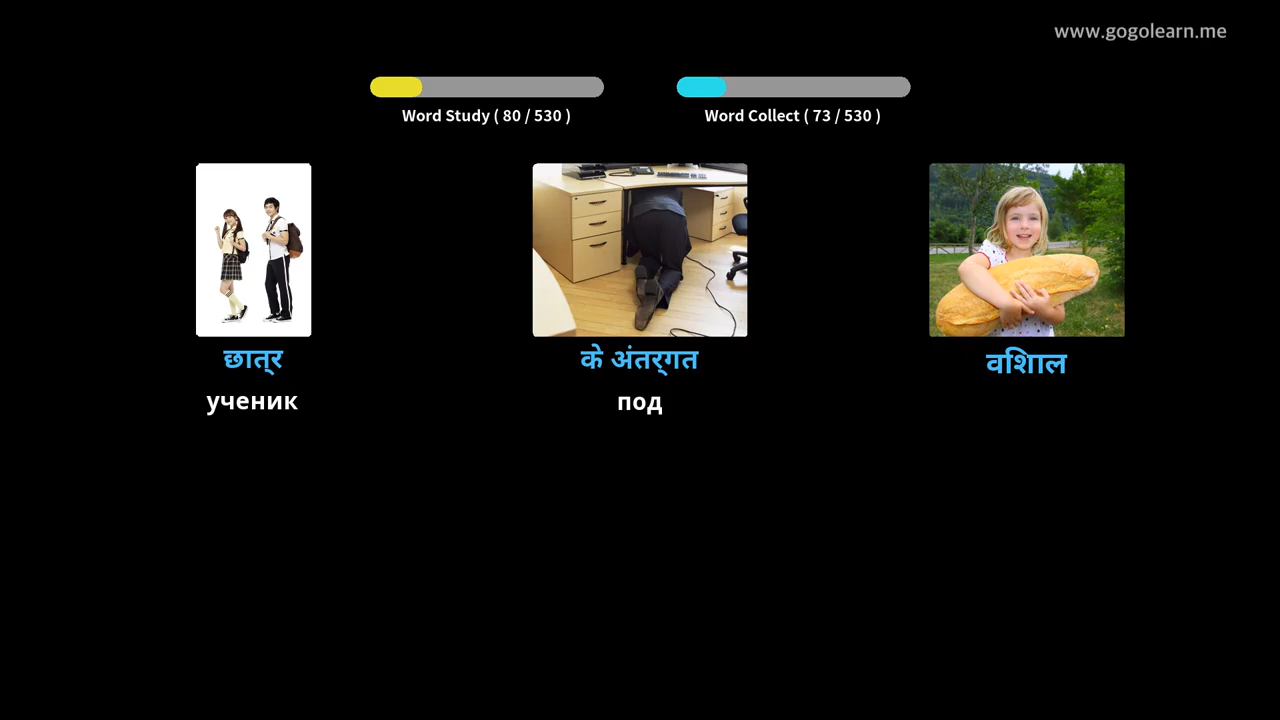 www.gogolearn.me
Word Study ( 80 / 530 )
Word Collect ( 73 / 530 )
छात्र
के अंतर्गत
विशाल
ученик
под